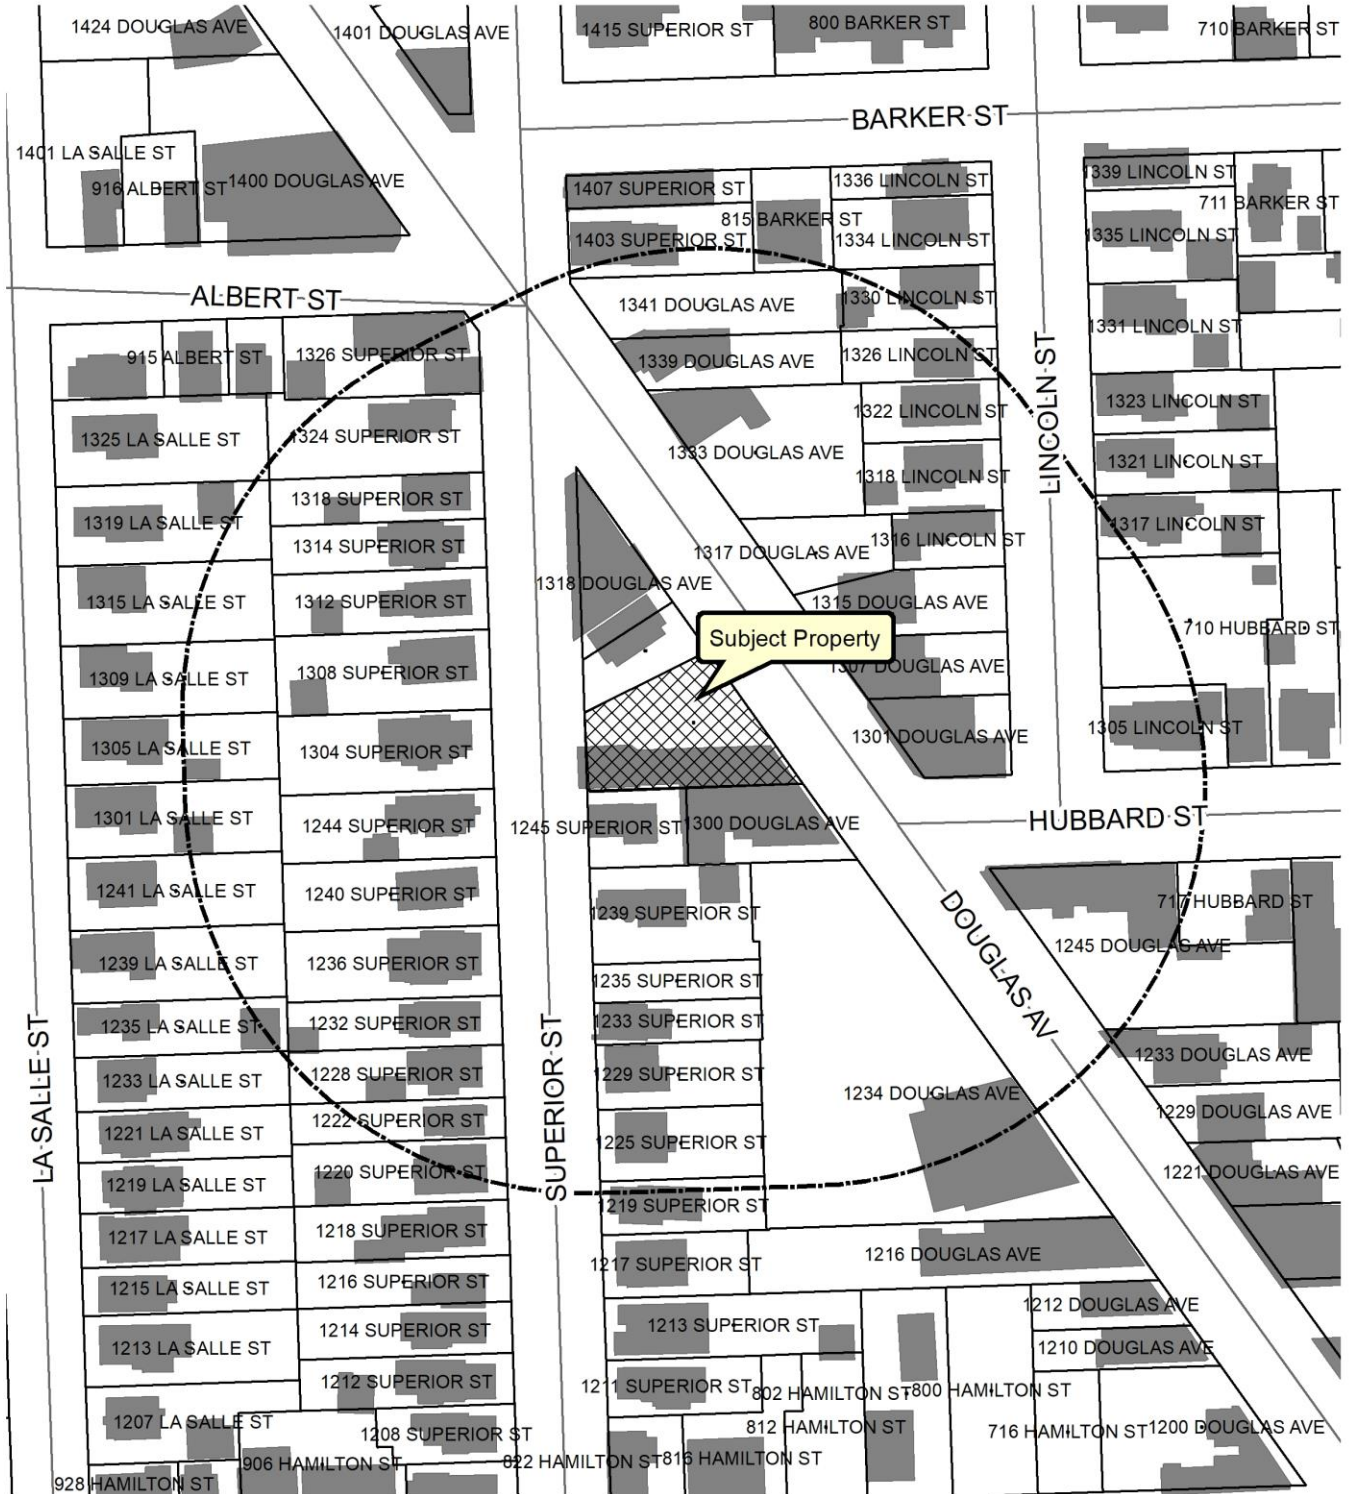 1424 DOUGLAS AVE
1401 DOUGLAS AVE
1415 SUPERIOR ST
800 BARKER ST
710 BARKER ST
BARKER ST
1401 LA SALLE ST
916 ALBERT ST
1400 DOUGLAS AVE
1407 SUPERIOR ST
1336 LINCOLN ST
1339 LINCOLN ST
815 BARKER ST
711 BARKER ST
1403 SUPERIOR ST
1334 LINCOLN ST
1335 LINCOLN ST
ALBERT ST
1341 DOUGLAS AVE
1330 LINCOLN ST
1331 LINCOLN ST
915 ALBERT ST
1326 SUPERIOR ST
1339 DOUGLAS AVE
1326 LINCOLN ST
LINCOLN ST
1323 LINCOLN ST
1322 LINCOLN ST
1325 LA SALLE ST
1324 SUPERIOR ST
1333 DOUGLAS AVE
1321 LINCOLN ST
1318 LINCOLN ST
1318 SUPERIOR ST
1319 LA SALLE ST
1317 LINCOLN ST
1314 SUPERIOR ST
1317 DOUGLAS AVE
1316 LINCOLN ST
1318 DOUGLAS AVE
1315 LA SALLE ST
1312 SUPERIOR ST
1315 DOUGLAS AVE
Subject Property
710 HUBBARD ST
1309 LA SALLE ST
1308 SUPERIOR ST
1307 DOUGLAS AVE
1305 LA SALLE ST
1304 SUPERIOR ST
1301 DOUGLAS AVE
1305 LINCOLN ST
1301 LA SALLE ST
1244 SUPERIOR ST
1245 SUPERIOR ST
1300 DOUGLAS AVE
HUBBARD ST
1241 LA SALLE ST
1240 SUPERIOR ST
1239 SUPERIOR ST
717 HUBBARD ST
DOUGLAS AV
1245 DOUGLAS AVE
1239 LA SALLE ST
1236 SUPERIOR ST
1235 SUPERIOR ST
1235 LA SALLE ST
1232 SUPERIOR ST
1233 SUPERIOR ST
1233 DOUGLAS AVE
LA SALLE ST
SUPERIOR ST
1233 LA SALLE ST
1228 SUPERIOR ST
1229 SUPERIOR ST
1234 DOUGLAS AVE
1229 DOUGLAS AVE
1221 LA SALLE ST
1222 SUPERIOR ST
1225 SUPERIOR ST
1221 DOUGLAS AVE
1219 LA SALLE ST
1220 SUPERIOR ST
1219 SUPERIOR ST
1217 LA SALLE ST
1218 SUPERIOR ST
1217 SUPERIOR ST
1216 DOUGLAS AVE
1215 LA SALLE ST
1216 SUPERIOR ST
1212 DOUGLAS AVE
1213 LA SALLE ST
1214 SUPERIOR ST
1213 SUPERIOR ST
1210 DOUGLAS AVE
1212 SUPERIOR ST
1211 SUPERIOR ST
802 HAMILTON ST
800 HAMILTON ST
1207 LA SALLE ST
1208 SUPERIOR ST
812 HAMILTON ST
716 HAMILTON ST
1200 DOUGLAS AVE
906 HAMILTON ST
822 HAMILTON ST
816 HAMILTON ST
928 HAMILTON ST